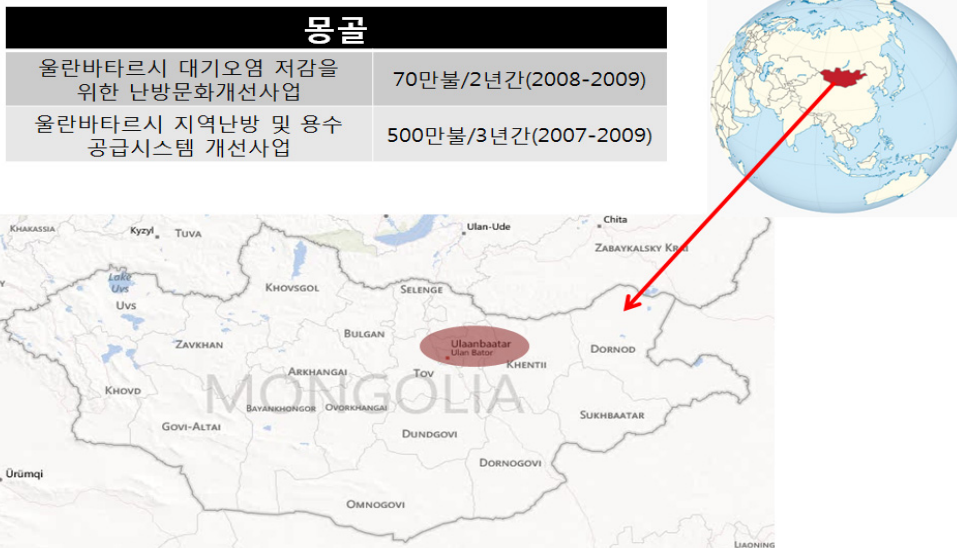 몽골
울란바타르시 대기오염 저감을
위한 난방문화개선사업
70만불/2년간(2008-2009)
울란바타르시 지역난방 및 용수
공급시스템 개선사업
500만불/3년간(2007-2009)
Chita
KHAKASSIA
Kyzyl
TUVA
Ulan-Ude
ZABAYKALSKY KRAI
Lake
Uvs
UVS
KHOVSGOL
SELENGE
ZAVKHAN
BULGAN
Ulaanbaatar
Ulan Bator
DORNOD
ARKHANGAI
TOV
KHENTII
KHOVD
MONGOLIA
BAYANKHONGOR
OVORKHANGAI
SUKHBAATAR
GOVI-ALTAI
DUNDGOVI
DORNOGOVI
Ürümqi
OMNOGOVI
LIAONING